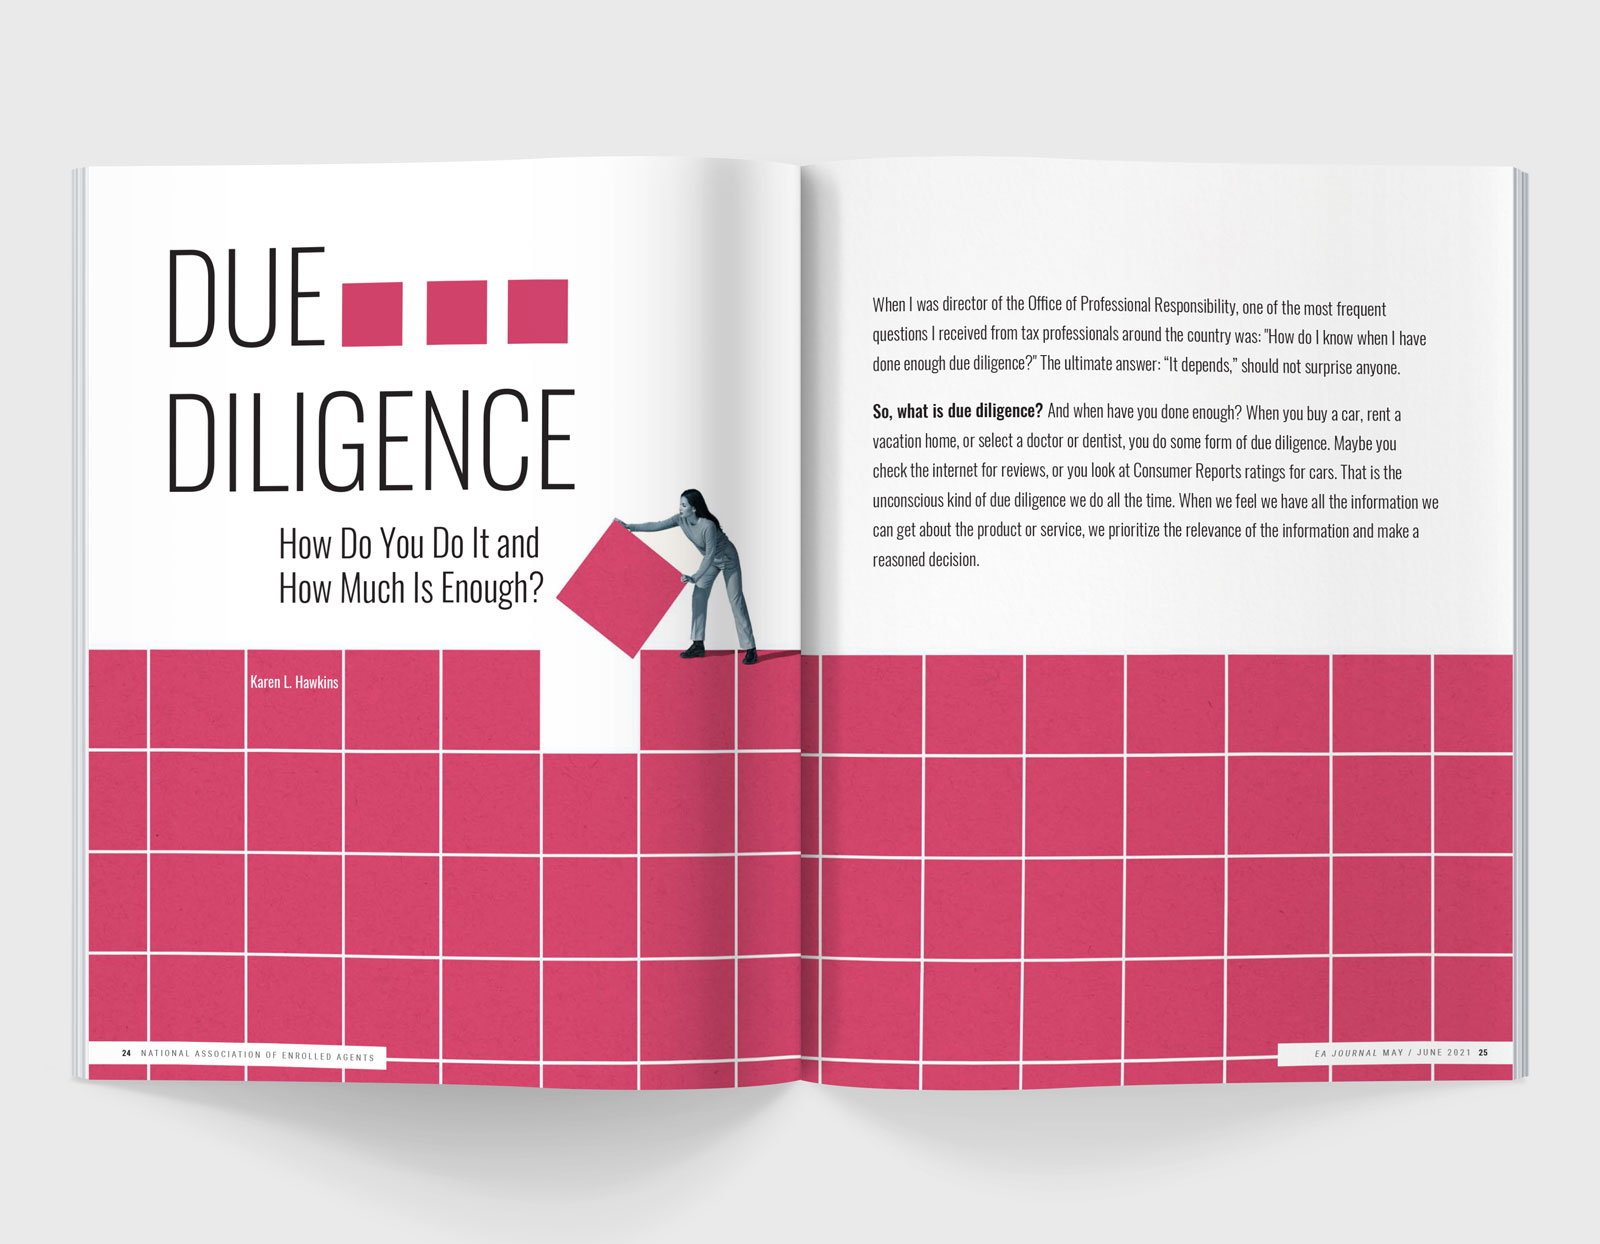 DUE
DILIGENCE
How Do You Do It and
How Much Is Enough?
Karen L. Hawkins
24 NATIONAL ASSOCIATION OF ENROLLED AGENTS
When I was director of the Office of Professional Responsibility, one of the most frequent
questions I received from tax professionals around the country was: "How do I know when I have
done enough due diligence?" The ultimate answer: “It depends,” should not surprise anyone.
So, what is due diligence? And when have you done enough? When you buy a car, rent a
vacation home, or select a doctor or dentist, you do some form of due diligence. Maybe you
check the internet for reviews, or you look at Consumer Reports ratings for cars. That is the
unconscious kind of due diligence we do all the time. When we feel we have all the information we
can get about the product or service, we prioritize the relevance of the information and make a
reasoned decision.
EA JOURNAL MAY / JUNE 2021 25